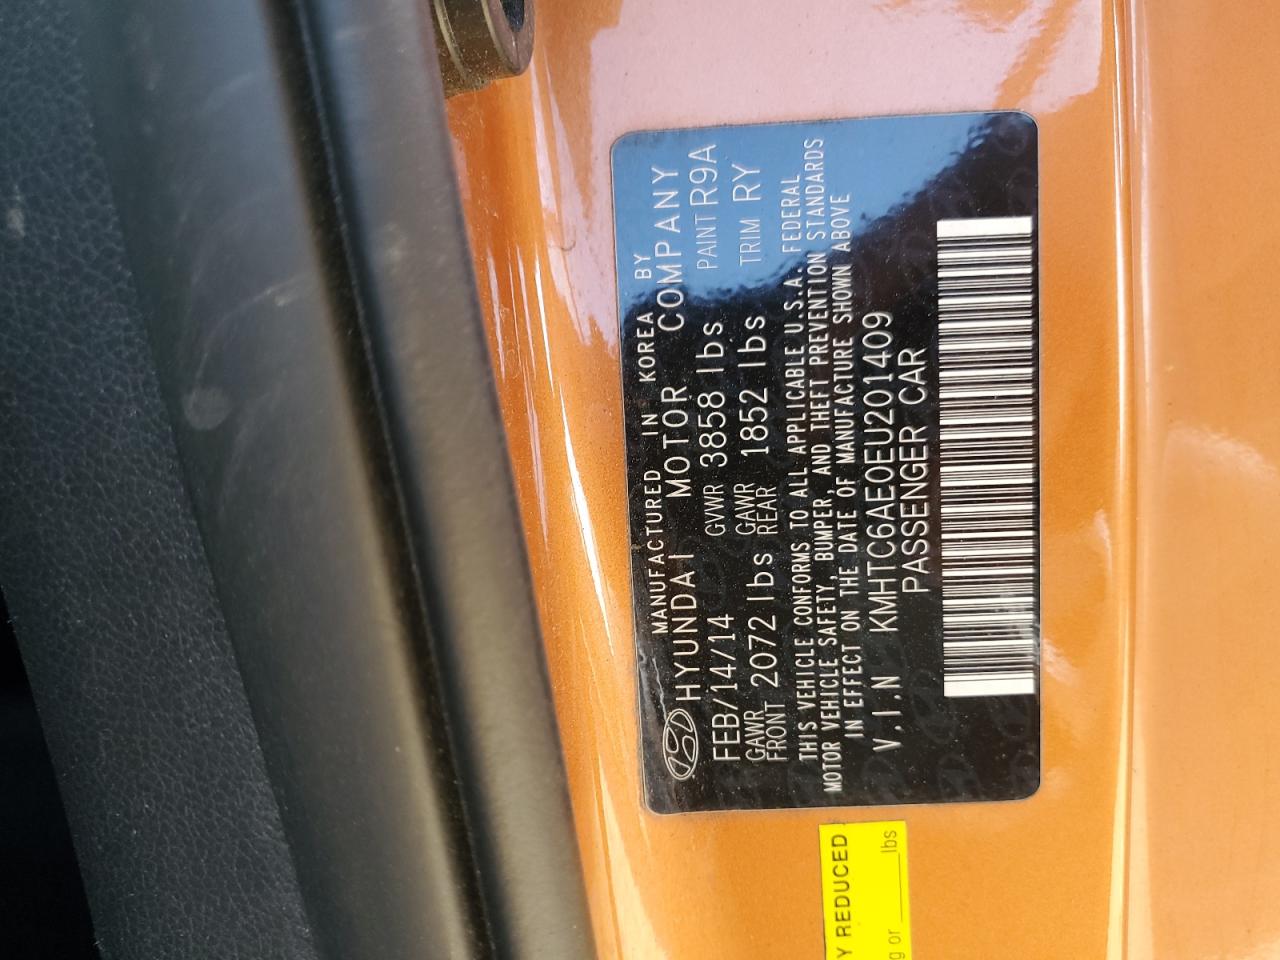 MANUFACTURED IN KOREA BY
HYUNDAI MOTOR COMPANY
FEB/14/14 GVWR 3858 lbs PAINT R9A
GAWR FRONT 2072 lbs GAWR REAR 1852 lbs TRIM RY
THIS VEHICLE CONFORMS TO ALL APPLICABLE U.S.A. FEDERAL
MOTOR VEHICLE SAFETY, BUMPER, AND THEFT PREVENTION STANDARDS
IN EFFECT ON THE DATE OF MANUFACTURE SHOWN ABOVE
V.I.N KMHTC6AE0EU201409
PASSENGER CAR
Y REDUCED
g or ____lbs